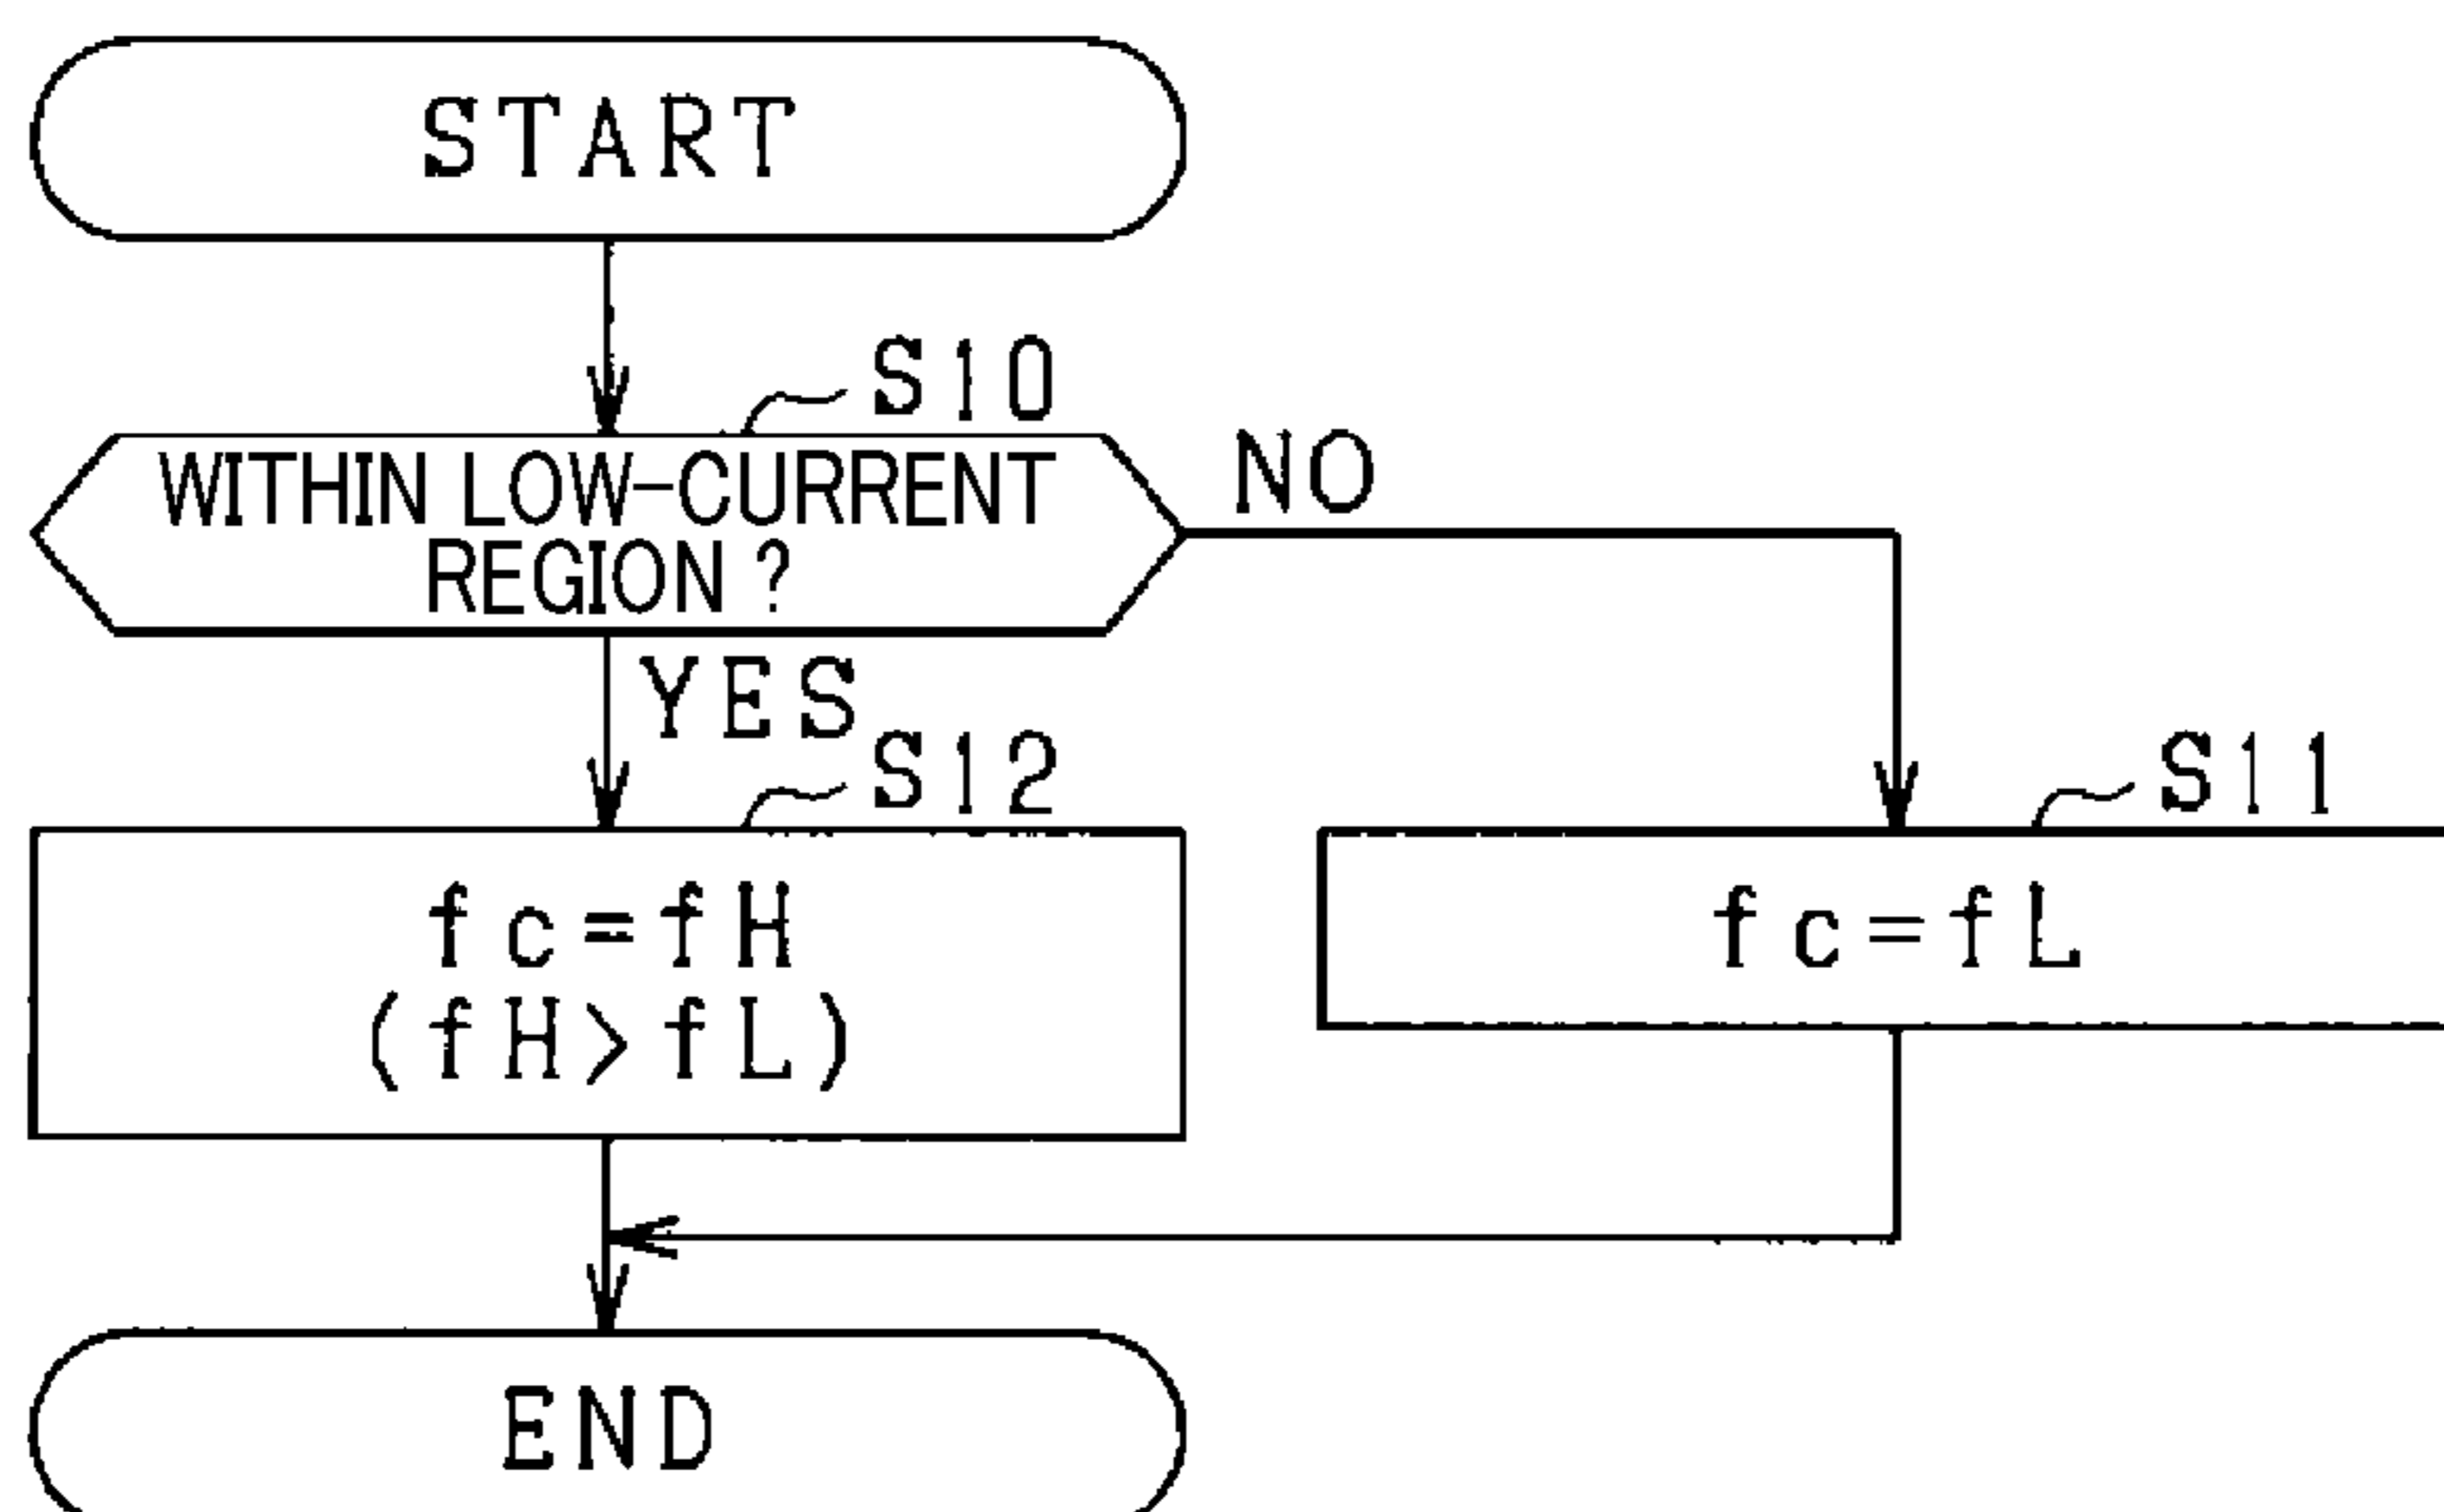 START
S10
WITHIN LOW-CURRENT
REGION ?
NO
YES
S12
fc=fH
(fH>fL)
S11
fc=fL
END